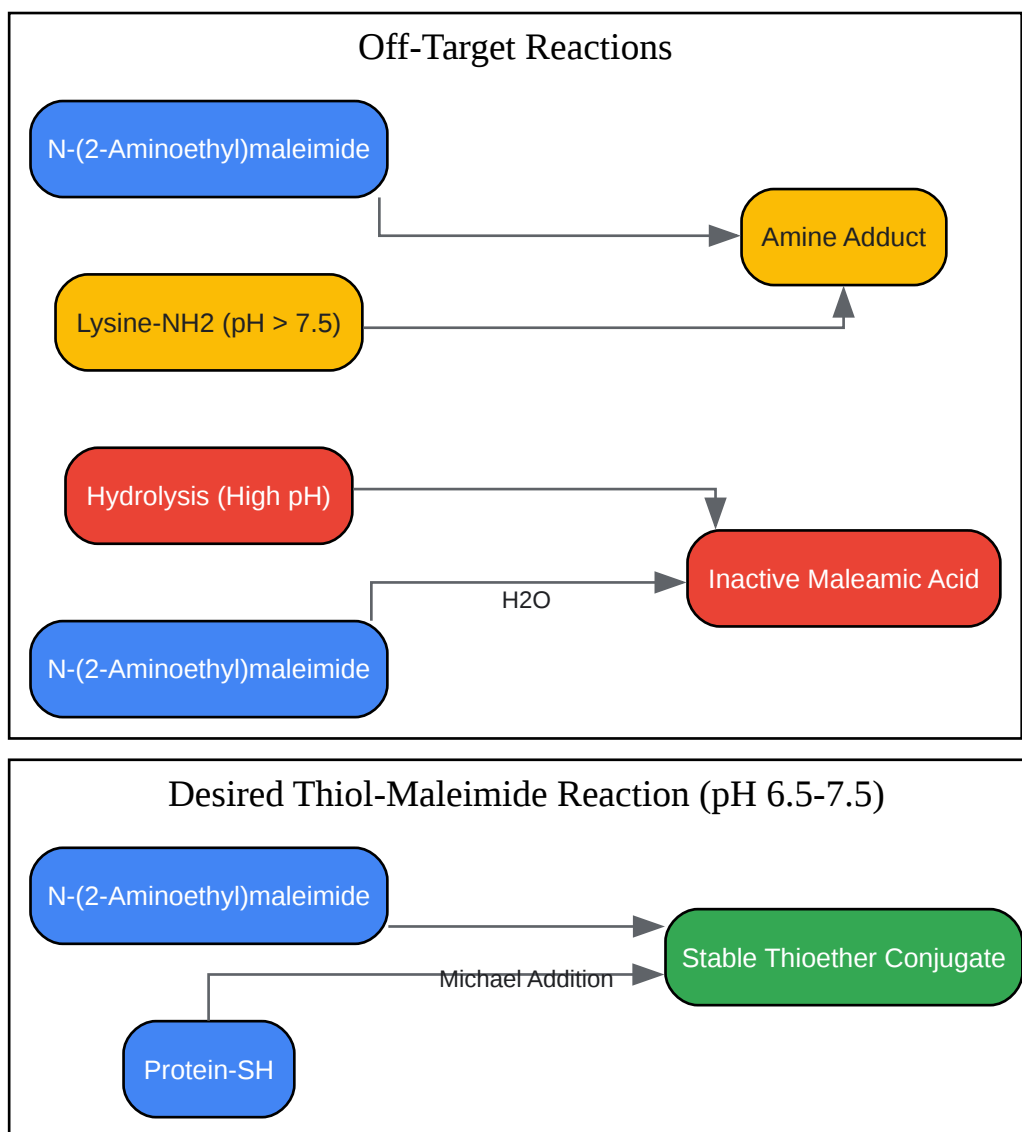 Off-Target Reactions
N-(2-Aminoethyl)maleimide
Amine Adduct
Lysine-NH2 (pH > 7.5)
Hydrolysis (High pH)
Inactive Maleamic Acid
H2O
N-(2-Aminoethyl)maleimide
Desired Thiol-Maleimide Reaction (pH 6.5-7.5)
N-(2-Aminoethyl)maleimide
Stable Thioether Conjugate
Michael Addition
Protein-SH